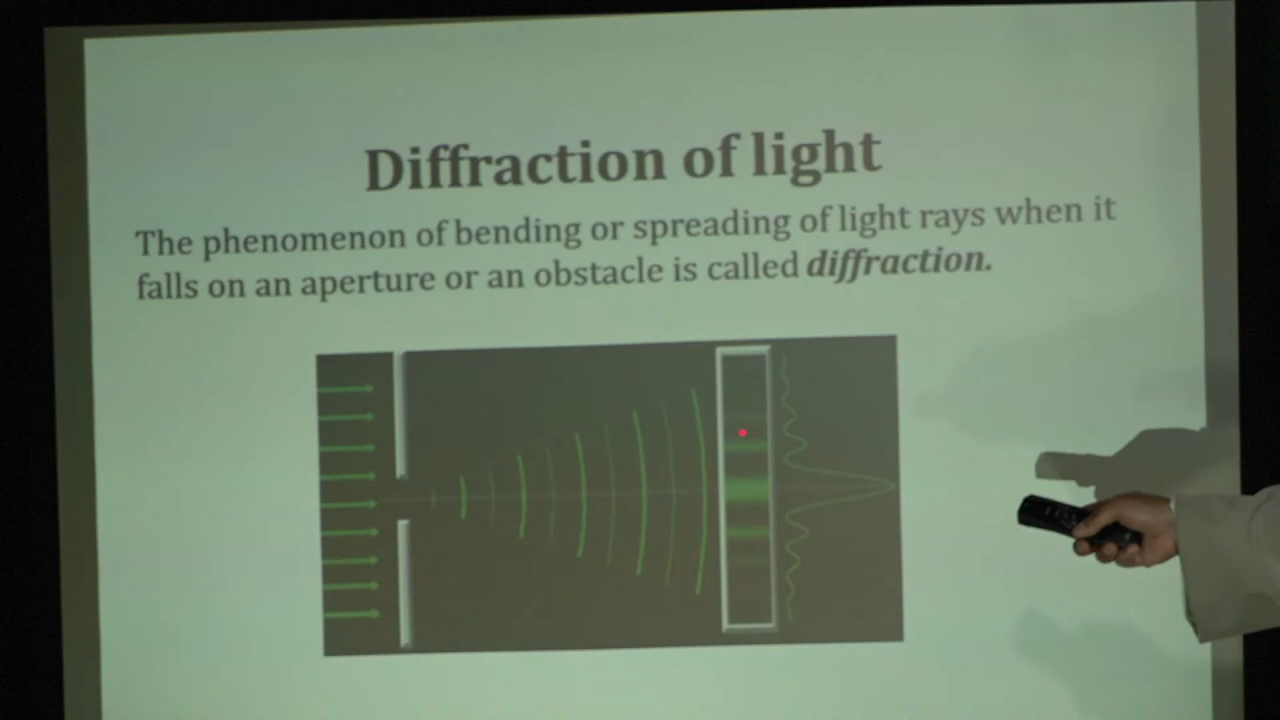 Diffraction of light
The phenomenon of bending or spreading of light rays when it
falls on an aperture or an obstacle is called diffraction.